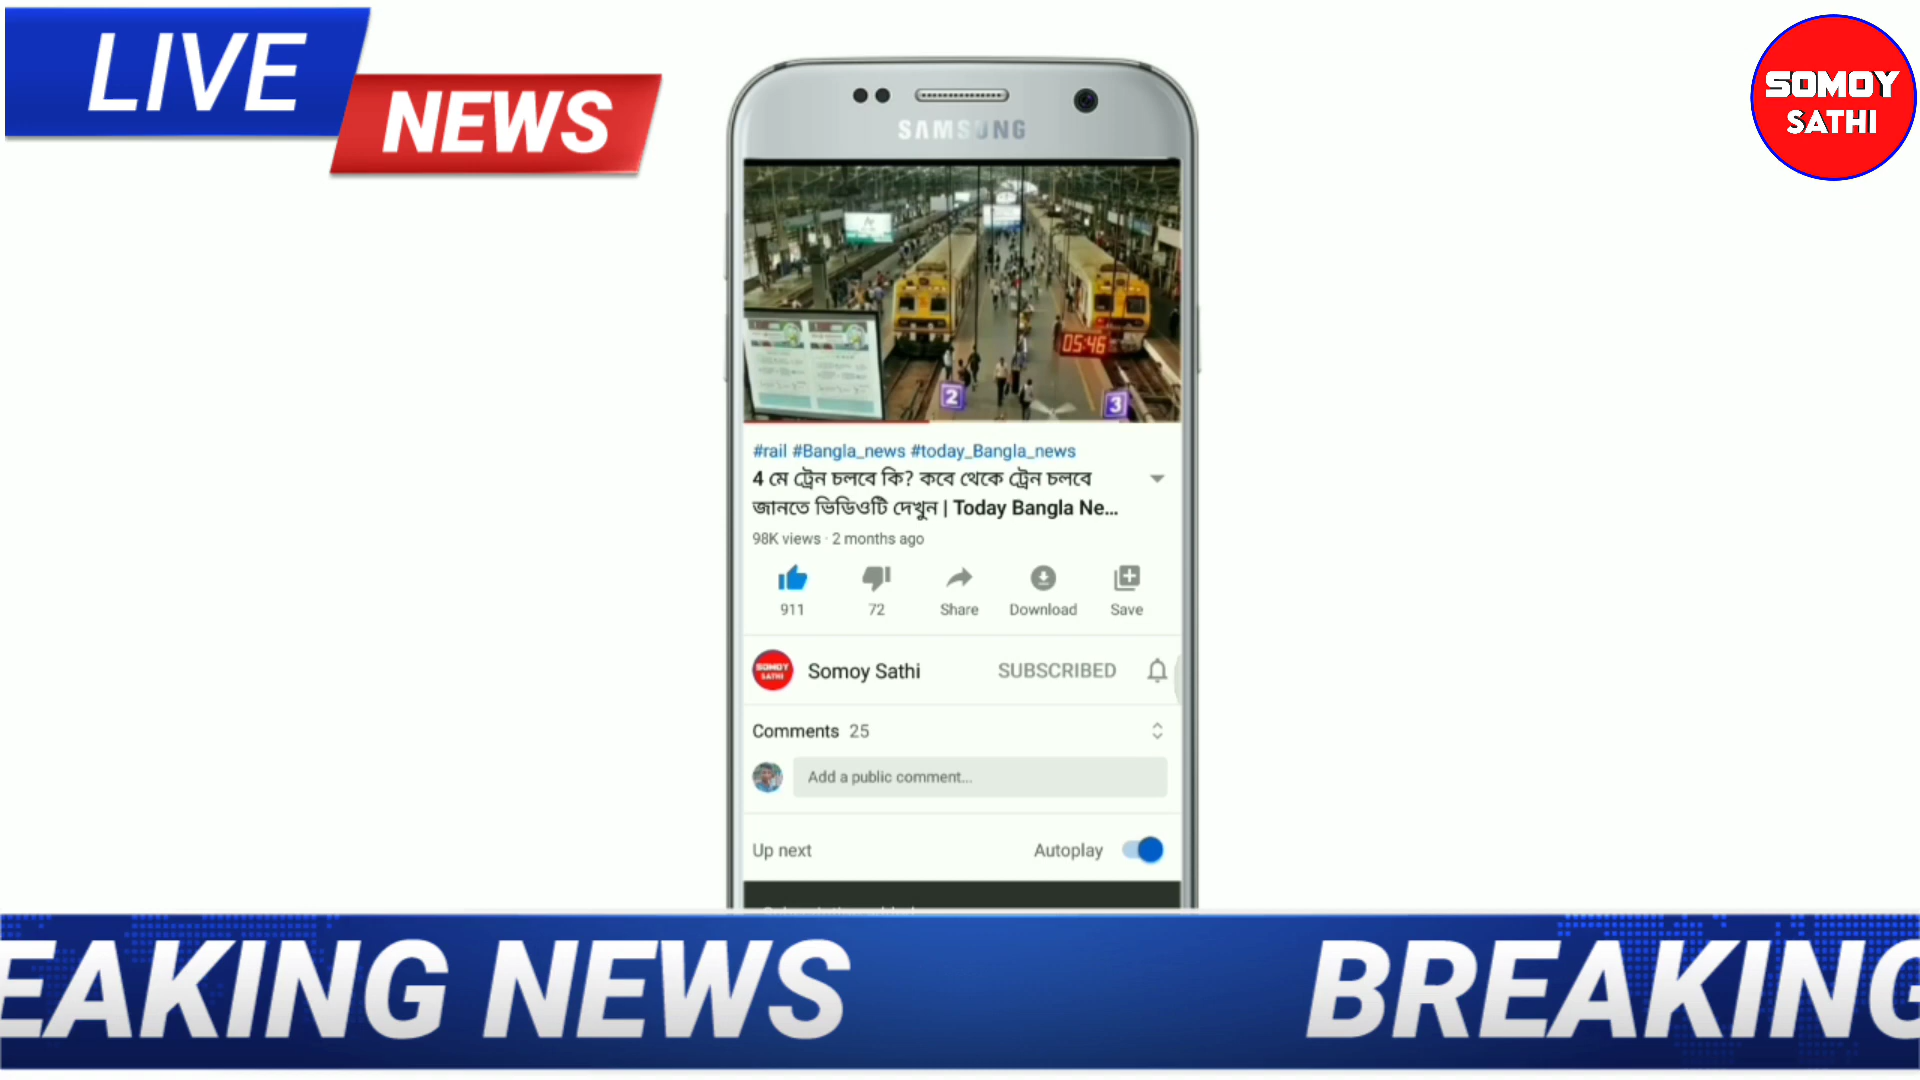 LIVE
NEWS
SOMOY
SATHI
SAMSUNG
05:46
2
3
#rail #Bangla_news #today_Bangla_news
4 মে ট্রেন চলবে কি? কবে থেকে ট্রেন চলবে
জানতে ভিডিওটি দেখুন | Today Bangla Ne...
98K views · 2 months ago
911
72
Share
Download
Save
SOMOY
SATHI
Somoy Sathi
SUBSCRIBED
Comments 25
Add a public comment...
Up next
Autoplay
EAKING NEWS
BREAKING